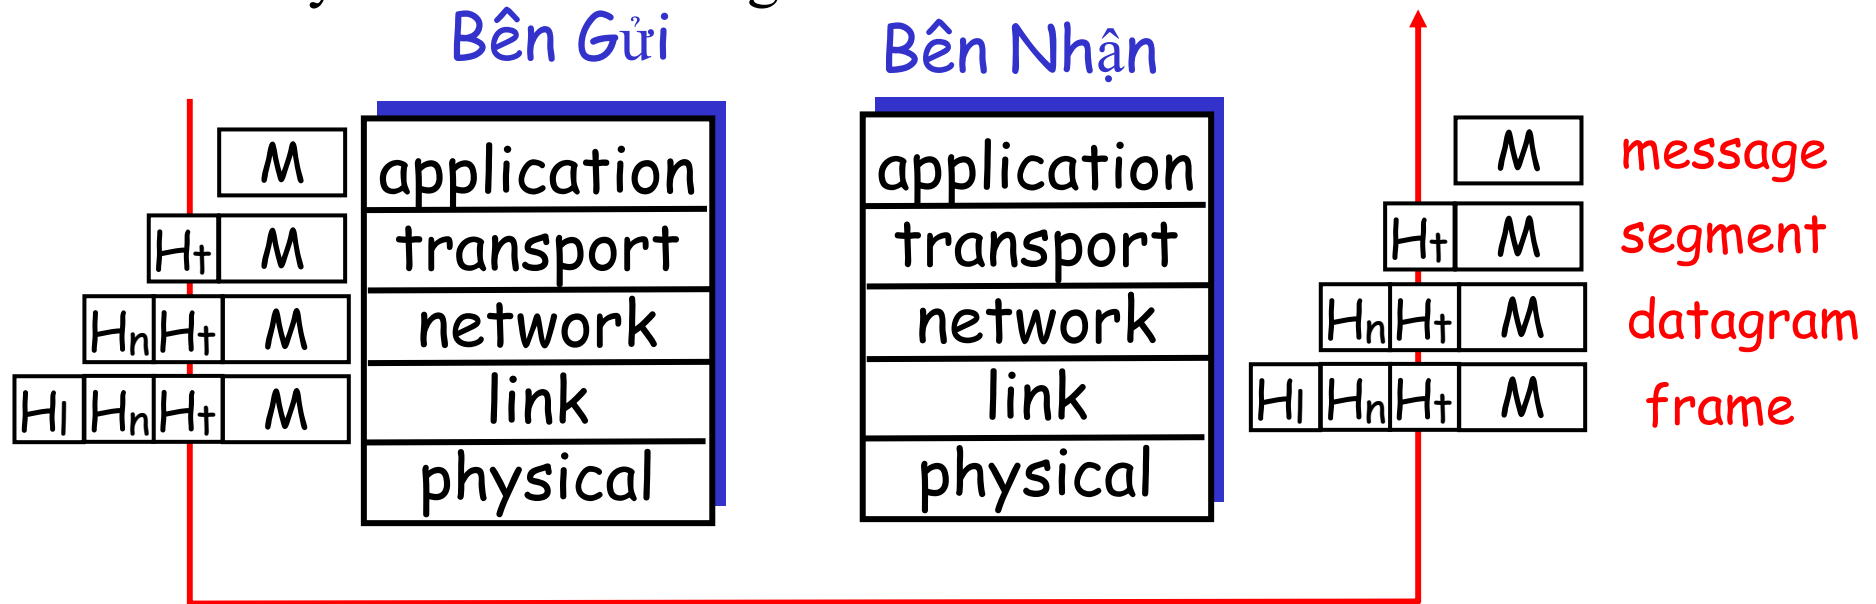 Bên Gửi
Bên Nhận
M application application M message
Ht M transport transport Ht M segment
Hn Ht M network network Hn Ht M datagram
Hl Hn Ht M link link Hl Hn Ht M frame
physical physical